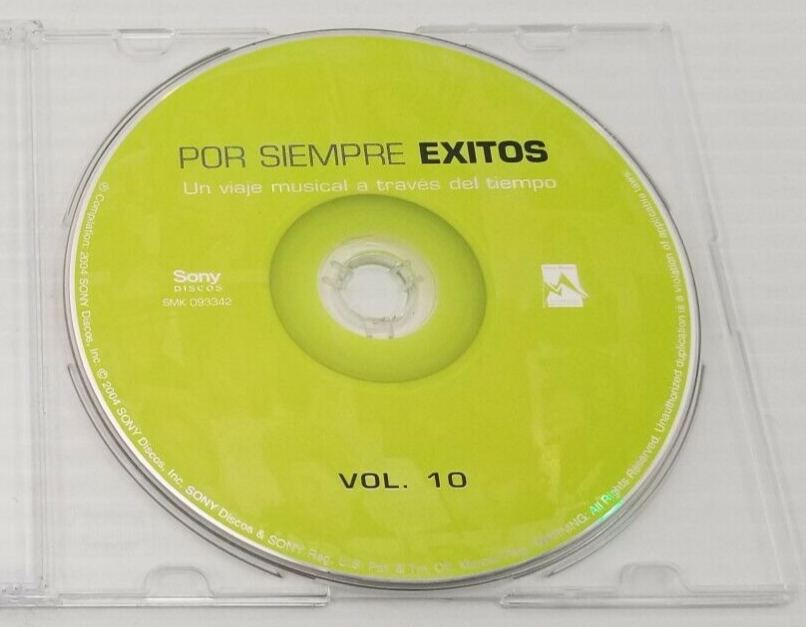 POR SIEMPRE EXITOS
Un viaje musical a través del tiempo
Sony
DISCOS
SMK 093342
VOL. 10
℗ Compilation: 2004 SONY Discos, Inc. © 2004 SONY Discos, Inc. SONY Discos & SONY Reg. U.S. Pat. & Tm. Off. WARNING: All Rights Reserved. Unauthorized duplication is a violation of applicable laws.